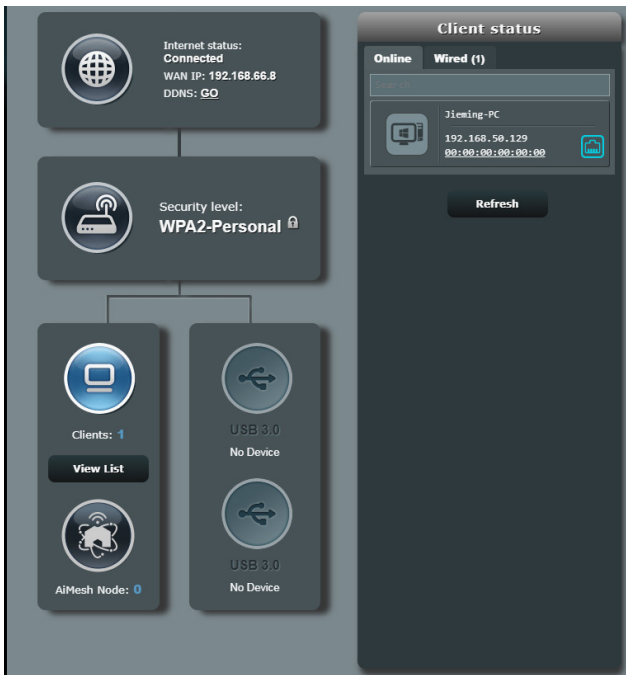 Internet status:
Connected
WAN IP: 192.168.66.8
DDNS: GO
Security level:
WPA2-Personal
Clients: 1
View List
AiMesh Node: 0
USB 3.0
No Device
USB 3.0
No Device
Client status
Online Wired (1)
Search
Jieming-PC
192.168.50.129
00:00:00:00:00:00
Refresh